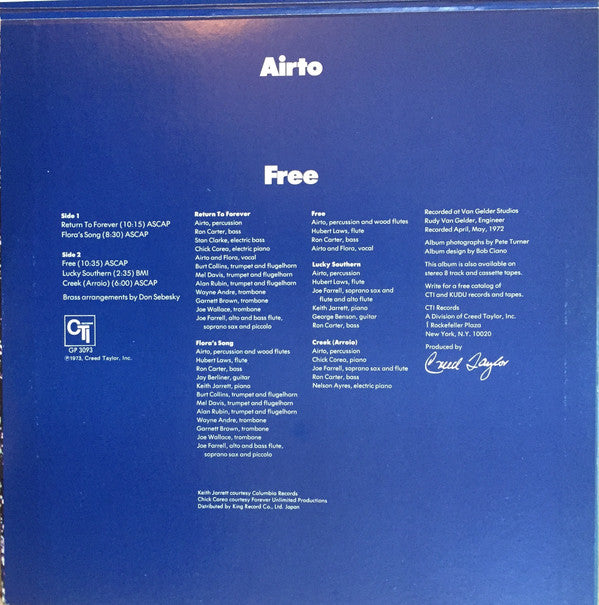 Airto
Free
Side 1
Return To Forever (10:15) ASCAP
Flora's Song (8:30) ASCAP
Side 2
Free (10:35) ASCAP
Lucky Southern (2:35) BMI
Creek (Arroio) (6:00) ASCAP
Brass arrangements by Don Sebesky
CTI
GP 3093
℗1973, Creed Taylor, Inc.
Return To Forever
Airto, percussion
Ron Carter, bass
Stan Clarke, electric bass
Chick Corea, electric piano
Airto and Flora, vocal
Burt Collins, trumpet and flugelhorn
Mel Davis, trumpet and flugelhorn
Alan Rubin, trumpet and flugelhorn
Wayne Andre, trombone
Garnett Brown, trombone
Joe Wallace, trombone
Joe Farrell, alto and bass flute,
soprano sax and piccolo
Flora's Song
Airto, percussion and wood flutes
Hubert Laws, flute
Ron Carter, bass
Jay Berliner, guitar
Keith Jarrett, piano
Burt Collins, trumpet and flugelhorn
Mel Davis, trumpet and flugelhorn
Alan Rubin, trumpet and flugelhorn
Wayne Andre, trombone
Garnett Brown, trombone
Joe Wallace, trombone
Joe Farrell, alto and bass flute,
soprano sax and piccolo
Free
Airto, percussion and wood flutes
Hubert Laws, flute
Ron Carter, bass
Airto and Flora, vocal
Lucky Southern
Airto, percussion
Hubert Laws, flute
Joe Farrell, soprano sax and
flute and alto flute
Keith Jarrett, piano
George Benson, guitar
Ron Carter, bass
Creek (Arroio)
Airto, percussion
Chick Corea, piano
Joe Farrell, soprano sax and flute
Ron Carter, bass
Nelson Ayres, electric piano
Recorded at Van Gelder Studios
Rudy Van Gelder, Engineer
Recorded April, May, 1972
Album photographs by Pete Turner
Album design by Bob Ciano
This album is also available on
stereo 8 track and cassette tapes.
Write for a free catalog of
CTI and KUDU records and tapes.
CTI Records
A Division of Creed Taylor, Inc.
1 Rockefeller Plaza
New York, N.Y. 10020
Produced by
Creed Taylor
Keith Jarrett courtesy Columbia Records
Chick Corea courtesy Forever Unlimited Productions
Distributed by King Record Co., Ltd. Japan